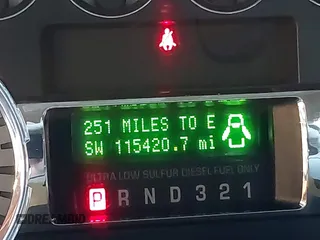 251 MILES TO E
SW 115420.7 mi
ULTRA LOW SULFUR DIESEL FUEL ONLY
P R N D 3 2 1